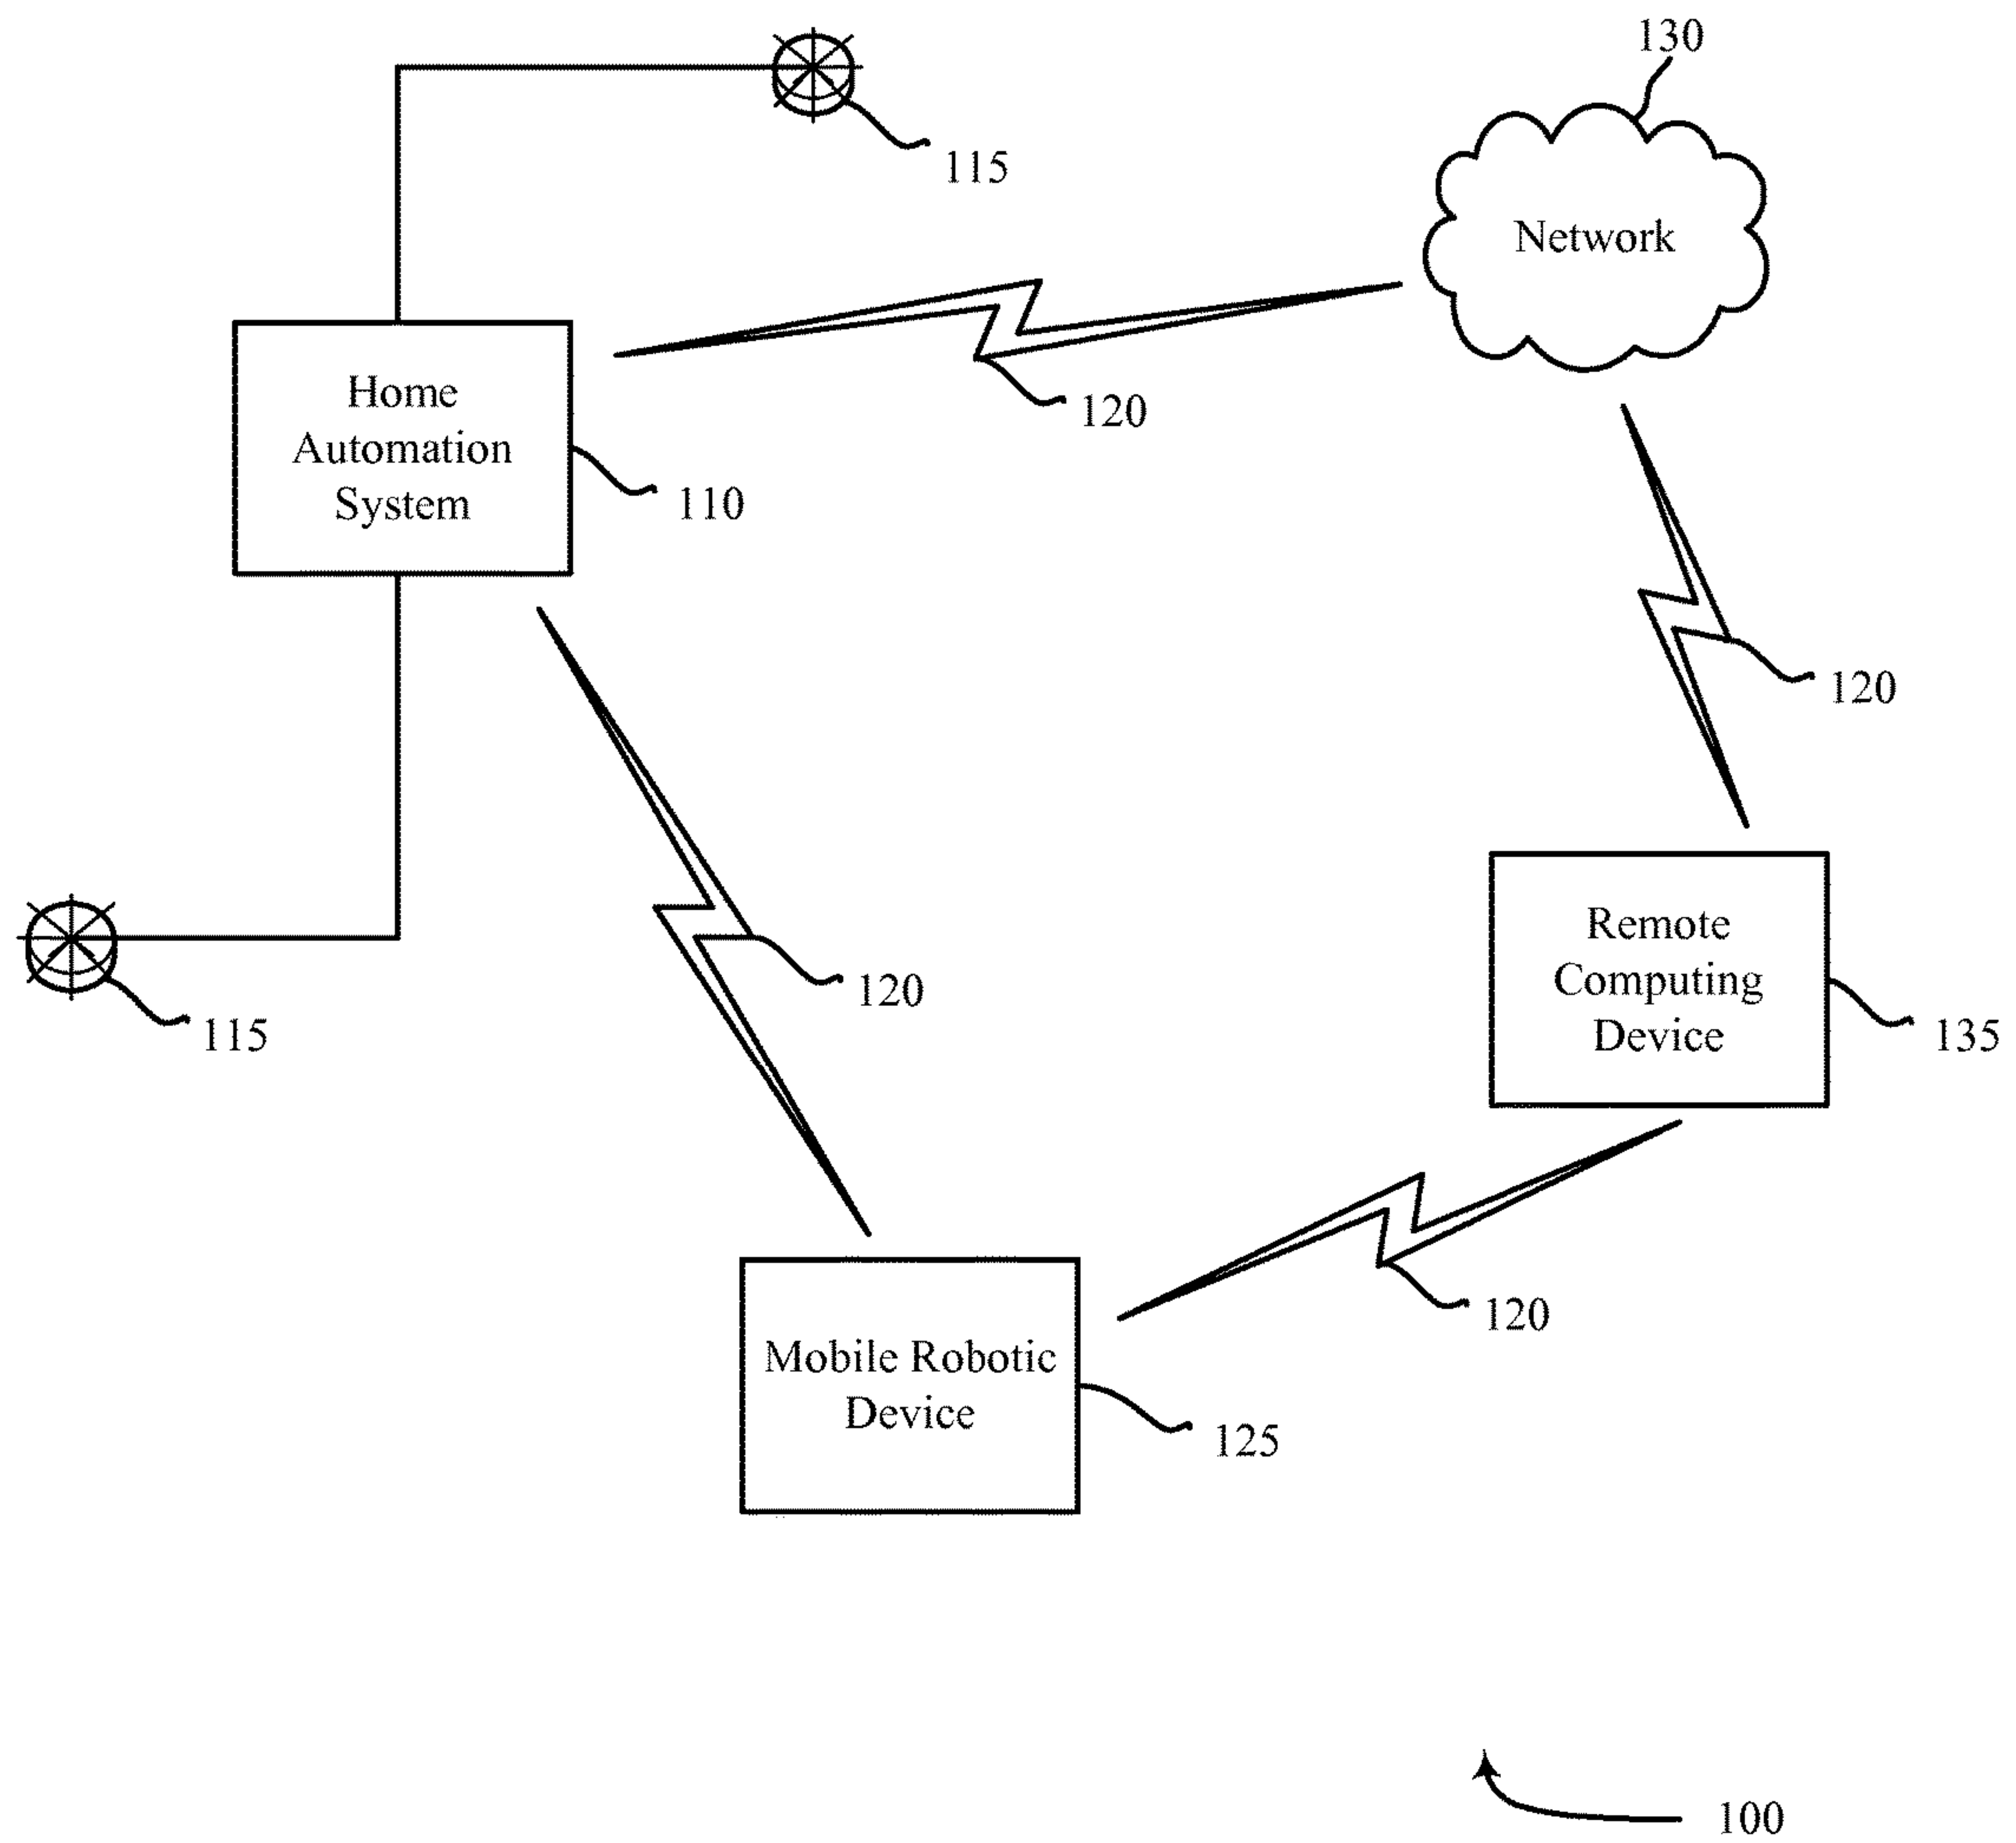 130
115
Network
Home
Automation
System
120
110
120
Remote
Computing
Device
120
115
135
Mobile Robotic
Device
120
125
100